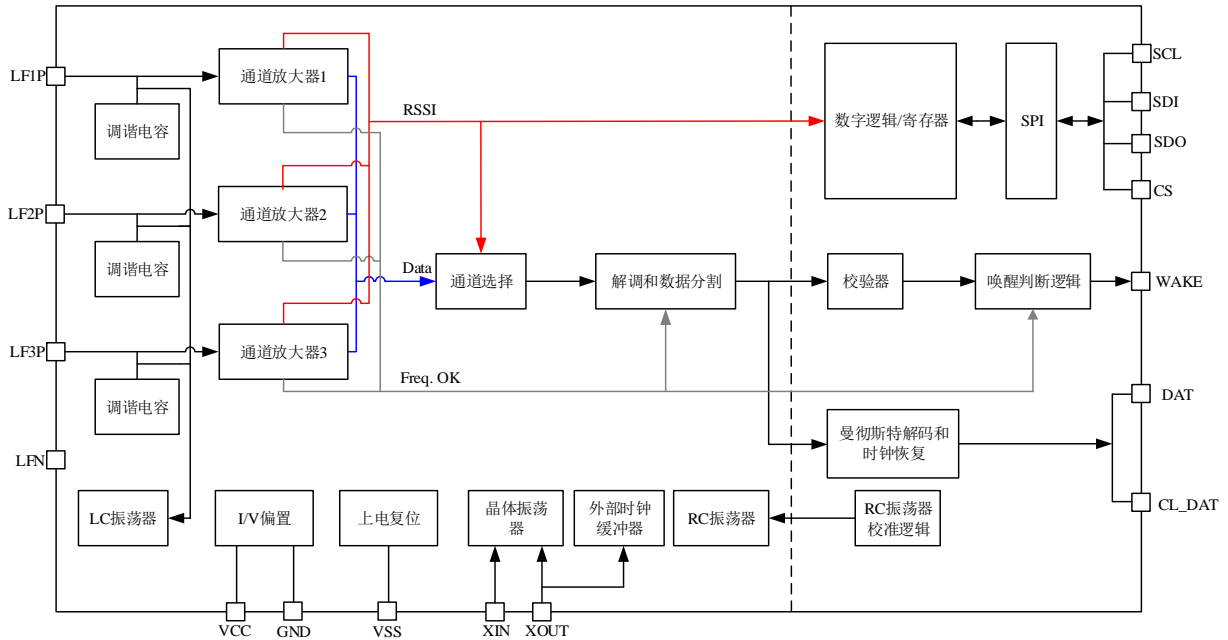 LF1P
通道放大器1
调谐电容
RSSI
数字逻辑/寄存器
SPI
SCL
SDI
SDO
CS
LF2P
通道放大器2
调谐电容
Data
通道选择
解调和数据分割
校验器
唤醒判断逻辑
WAKE
LF3P
通道放大器3
调谐电容
Freq. OK
曼彻斯特解码和
时钟恢复
DAT
CL_DAT
LFN
LC振荡器
I/V偏置
上电复位
晶体振荡
器
外部时钟
缓冲器
RC振荡器
RC振荡器
校准逻辑
VCC
GND
VSS
XIN
XOUT